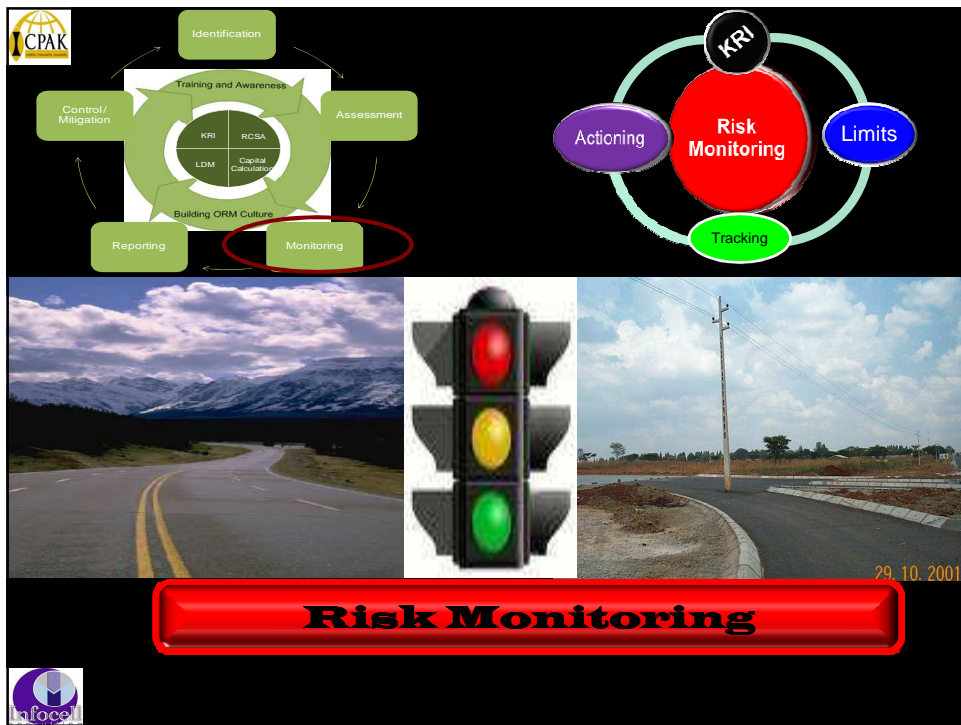 ICPAK
Identification
Training and Awareness
Control/
Mitigation
Assessment
KRI
RCSA
LDM
Capital
Calculation
Building ORM Culture
Reporting
Monitoring
KRI
Actioning
Risk
Monitoring
Limits
Tracking
29.10.2001
Risk Monitoring
Infocell